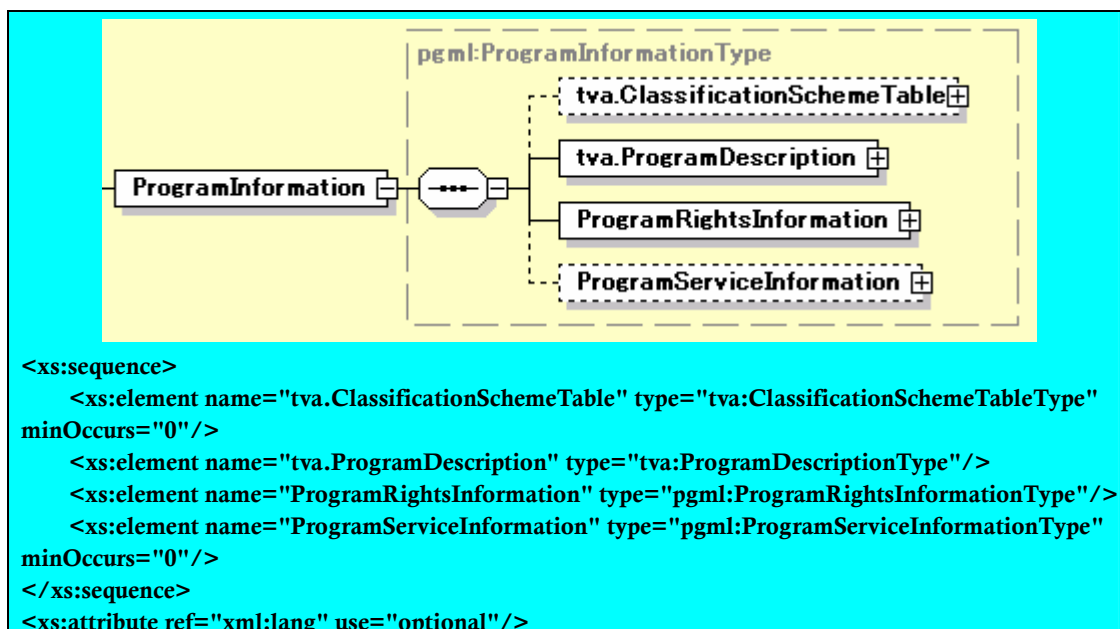 pgml:ProgramInformationType
tva.ClassificationSchemeTable
tva.ProgramDescription
ProgramInformation
ProgramRightsInformation
ProgramServiceInformation
<xs:sequence>
<xs:element name="tva.ClassificationSchemeTable" type="tva:ClassificationSchemeTableType"
minOccurs="0"/>
<xs:element name="tva.ProgramDescription" type="tva:ProgramDescriptionType"/>
<xs:element name="ProgramRightsInformation" type="pgml:ProgramRightsInformationType"/>
<xs:element name="ProgramServiceInformation" type="pgml:ProgramServiceInformationType"
minOccurs="0"/>
</xs:sequence>
<xs:attribute ref="xml:lang" use="optional"/>